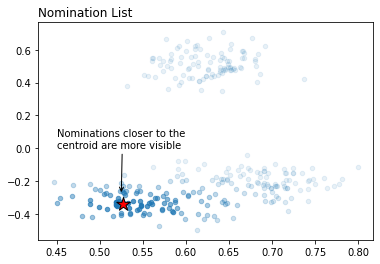 Nomination List
0.6
0.4
0.2
0.0
−0.2
−0.4
Nominations closer to the
centroid are more visible
0.45 0.50 0.55 0.60 0.65 0.70 0.75 0.80